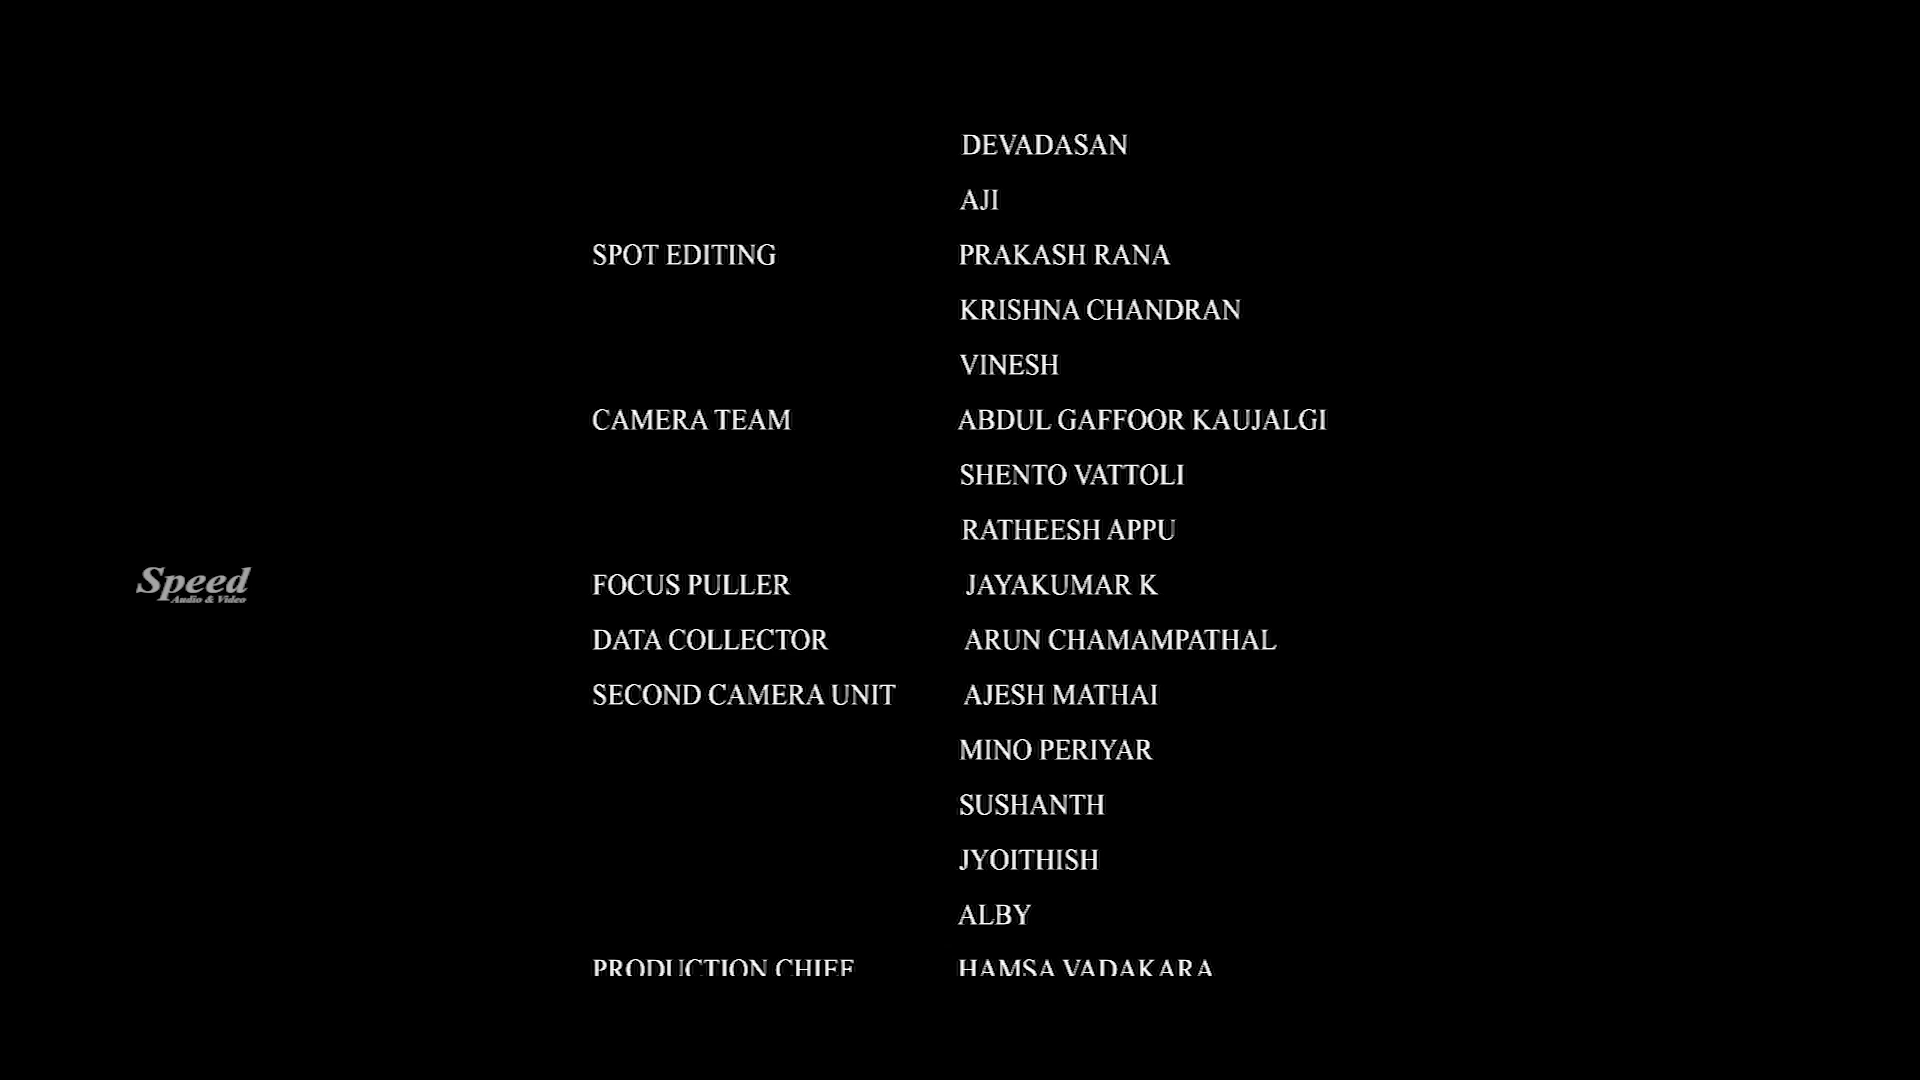 DEVADASAN
AJI
SPOT EDITING PRAKASH RANA
KRISHNA CHANDRAN
VINESH
CAMERA TEAM ABDUL GAFFOOR KAUJALGI
SHENTO VATTOLI
RATHEESH APPU
FOCUS PULLER JAYAKUMAR K
DATA COLLECTOR ARUN CHAMAMPATHAL
SECOND CAMERA UNIT AJESH MATHAI
MINO PERIYAR
SUSHANTH
JYOITHISH
ALBY
PRODUCTION CHIEF HAMSA VADAKARA
Speed
Audio & Video